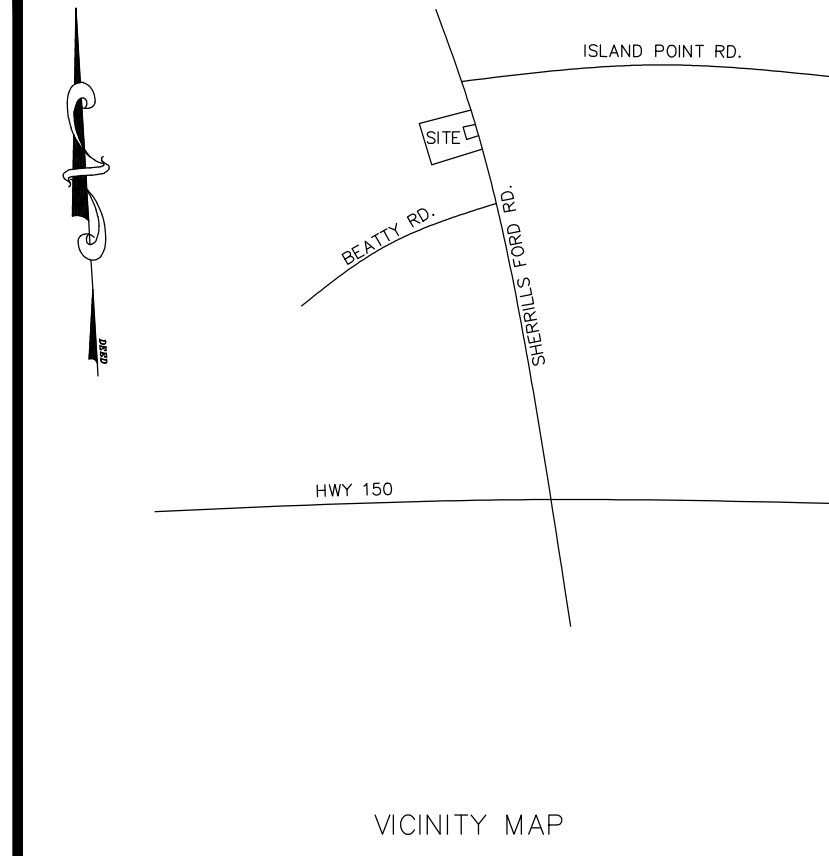 ISLAND POINT RD.
SITE
BEATTY RD.
SHERRILLS FORD RD.
DEED
HWY 150
VICINITY MAP